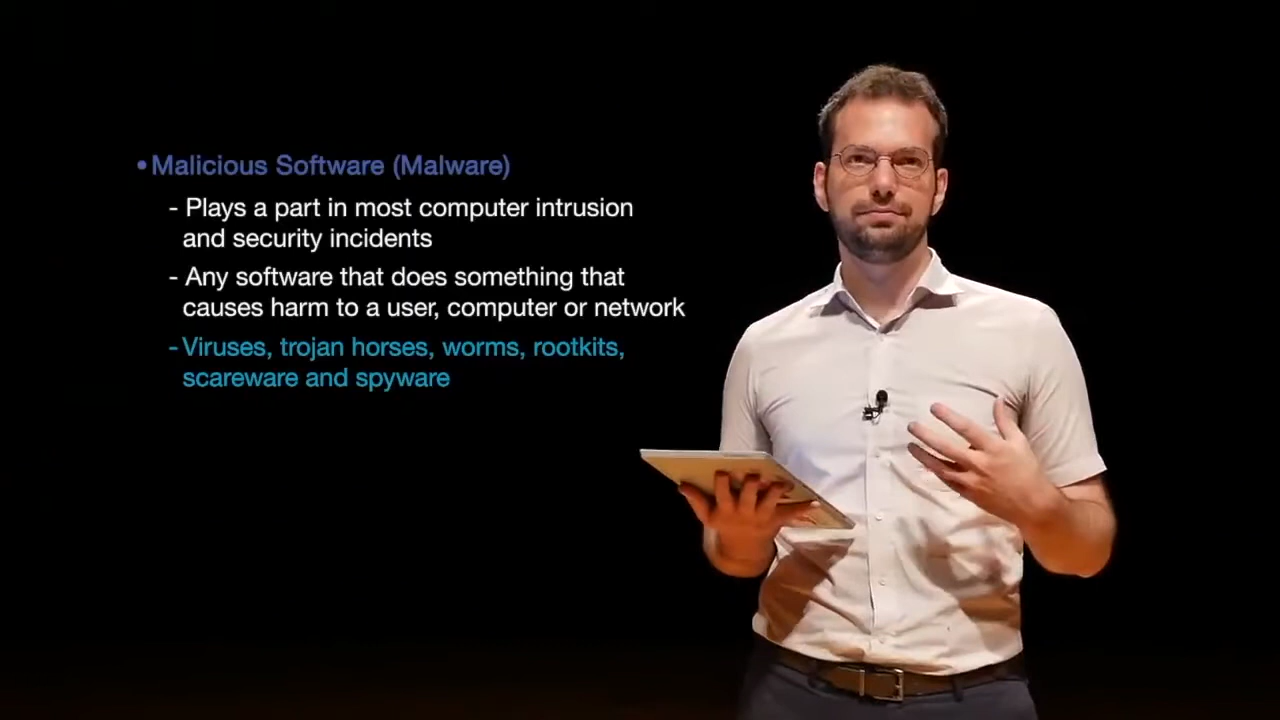 • Malicious Software (Malware)
- Plays a part in most computer intrusion
and security incidents
- Any software that does something that
causes harm to a user, computer or network
- Viruses, trojan horses, worms, rootkits,
scareware and spyware